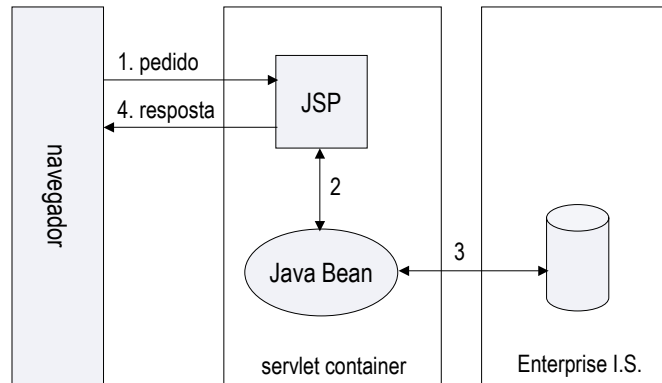 navegador
1. pedido
4. resposta
JSP
2
Java Bean
3
servlet container
Enterprise I.S.